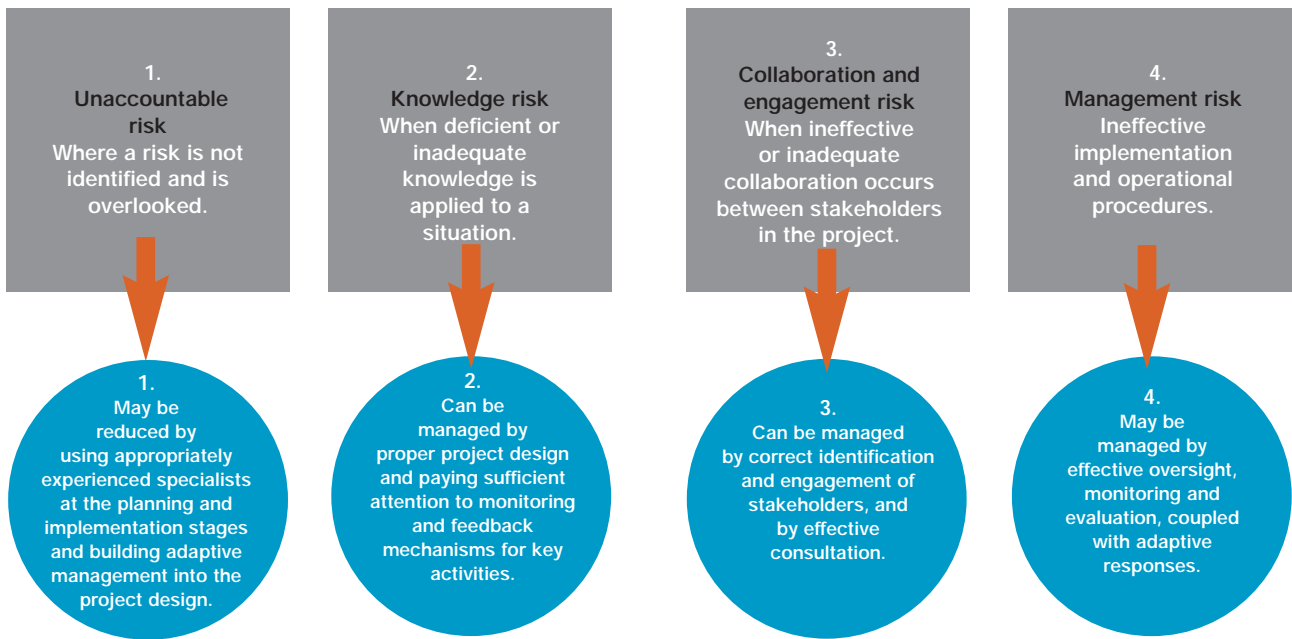 1.
Unaccountable
risk
Where a risk is not
identified and is
overlooked.
2.
Knowledge risk
When deficient or
inadequate
knowledge is
applied to a
situation.
3.
Collaboration and
engagement risk
When ineffective
or inadequate
collaboration occurs
between stakeholders
in the project.
4.
Management risk
Ineffective
implementation
and operational
procedures.
1.
May be
reduced by
using appropriately
experienced specialists
at the planning and
implementation stages
and building adaptive
management into the
project design.
2.
Can be
managed by
proper project design
and paying sufficient
attention to monitoring
and feedback
mechanisms for key
activities.
3.
Can be managed
by correct identification
and engagement of
stakeholders, and
by effective
consultation.
4.
May be
managed by
effective oversight,
monitoring and
evaluation, coupled
with adaptive
responses.